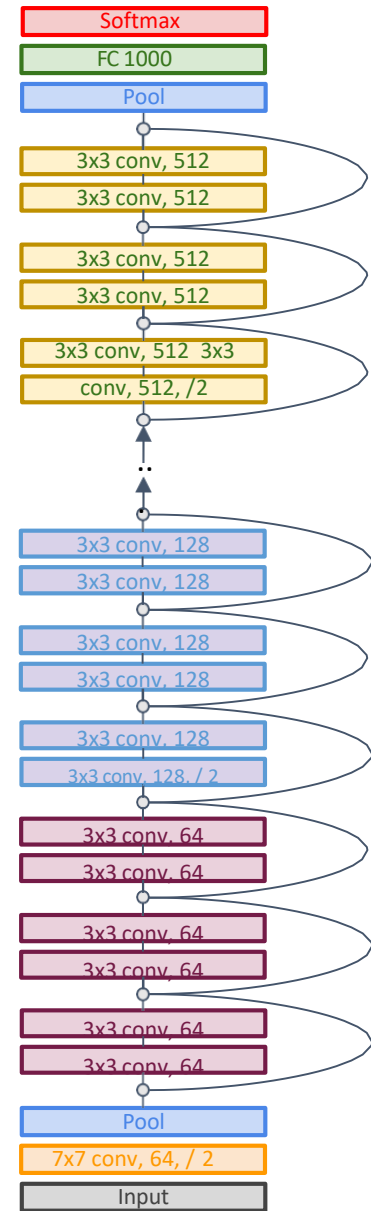 Softmax
FC 1000
Pool
3x3 conv, 512
3x3 conv, 512
3x3 conv, 512
3x3 conv, 512
3x3 conv, 512 3x3
conv, 512, /2
..
.
3x3 conv, 128
3x3 conv, 128
3x3 conv, 128
3x3 conv, 128
3x3 conv, 128
3x3 conv, 128, / 2
3x3 conv, 64
3x3 conv, 64
3x3 conv, 64
3x3 conv, 64
3x3 conv, 64
3x3 conv, 64
Pool
7x7 conv, 64, / 2
Input